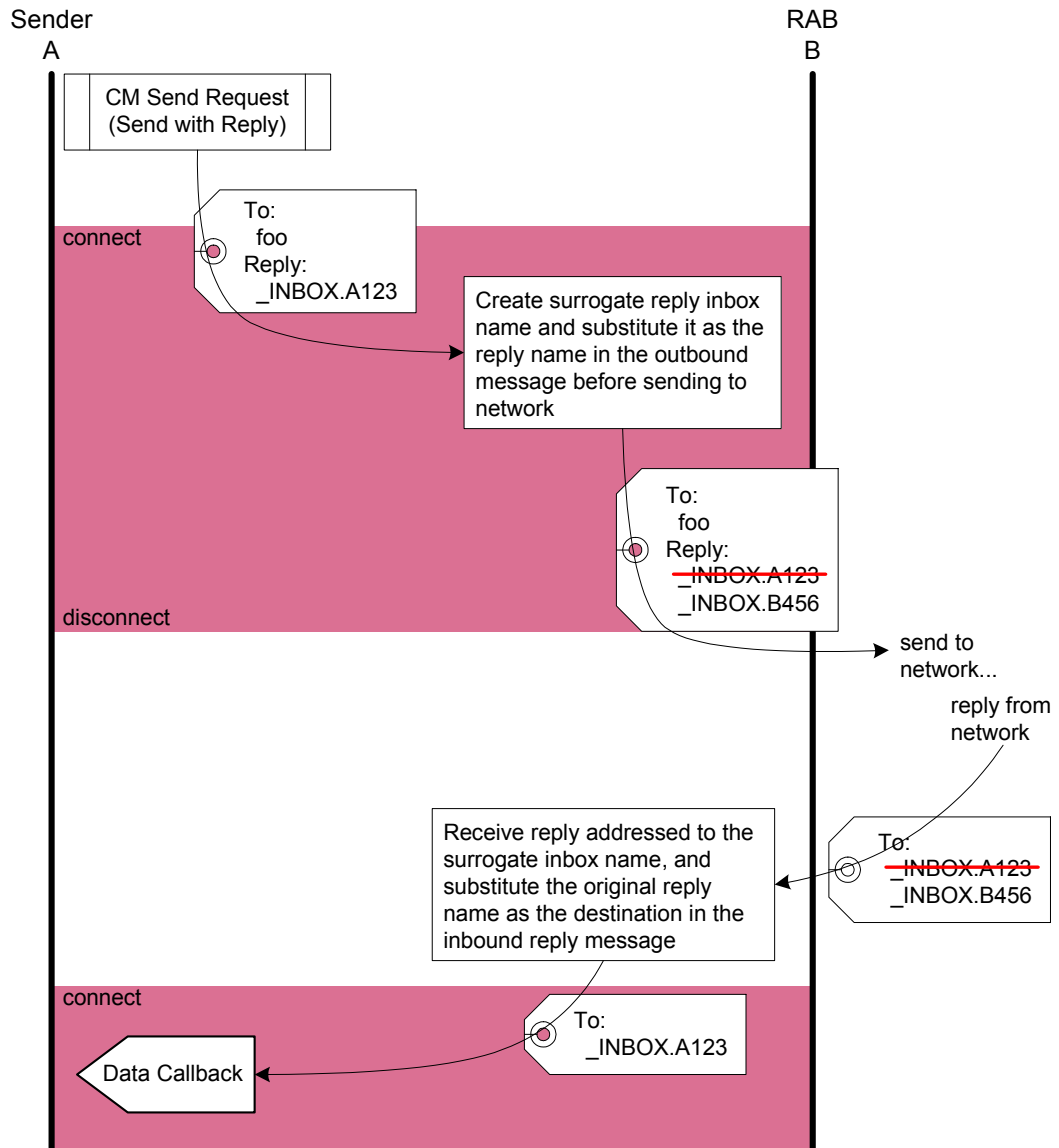 Sender
A
RAB
B
CM Send Request
(Send with Reply)
To:
foo
Reply:
_INBOX.A123
connect
Create surrogate reply inbox
name and substitute it as the
reply name in the outbound
message before sending to
network
To:
foo
Reply:
_INBOX.A123
_INBOX.B456
disconnect
send to
network...
reply from
network
To:
_INBOX.A123
_INBOX.B456
Receive reply addressed to the
surrogate inbox name, and
substitute the original reply
name as the destination in the
inbound reply message
connect
To:
_INBOX.A123
Data Callback